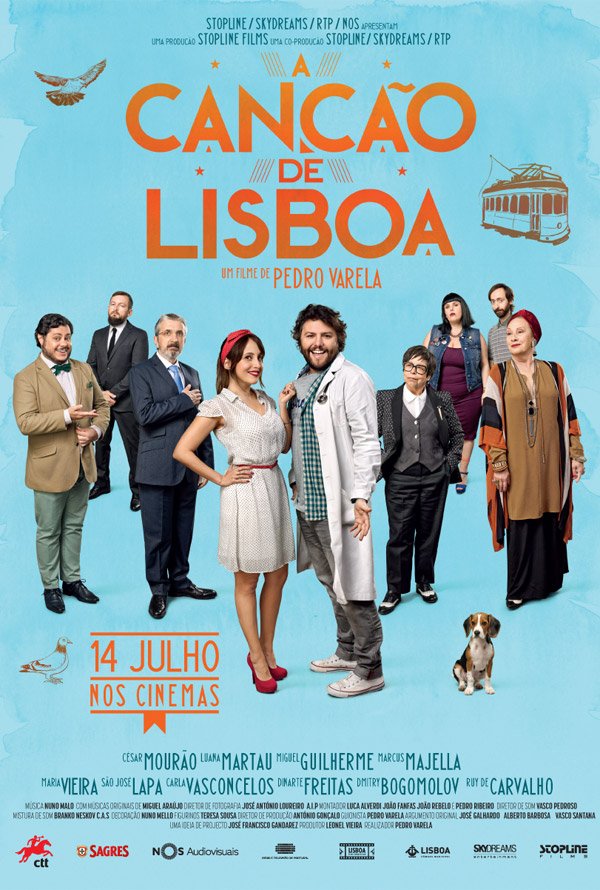 STOPLINE / SKYDREAMS / RTP / NOS APRESENTAM
UMA PRODUÇÃO STOPLINE FILMS UMA CO-PRODUÇÃO STOPLINE / SKYDREAMS / RTP
A
CANÇÃO
DE
LISBOA
UM FILME DE PEDRO VARELA
14 JULHO
NOS CINEMAS
CÉSAR MOURÃO LUANA MARTAU MIGUEL GUILHERME MARCUS MAJELLA
MARIA VIEIRA SÃO JOSÉ LAPA CARLA VASCONCELOS DINARTE FREITAS DMITRY BOGOMOLOV RUY DE CARVALHO
MÚSICA NUNO MALO COM MÚSICAS ORIGINAIS DE MIGUEL ARAÚJO DIRETOR DE FOTOGRAFIA JOSÉ ANTÓNIO LOUREIRO A.I.P MONTADOR LUCA ALVERDI JOÃO FANFAS JOÃO REBELO E PEDRO RIBEIRO DIRETOR DE SOM VASCO PEDROSO
MISTURA DE SOM BRANKO NESKOV C.A.S DECORAÇÃO NUNO MELLO FIGURINOS TERESA SOUSA DIRETOR DE PRODUÇÃO ANTÓNIO GONÇALO GUIONISTA PEDRO VARELA ARGUMENTO ORIGINAL JOSÉ GALHARDO ALBERTO BARBOSA VASCO SANTANA
UMA IDEIA DE PROJECTO JOSÉ FRANCISCO GANDAREZ PRODUTOR LEONEL VIEIRA REALIZADOR PEDRO VARELA
ctt SAGRES NOS Audiovisuais LISBOA LISBOA SKYDREAMS entertainment STOPLINE FILMS